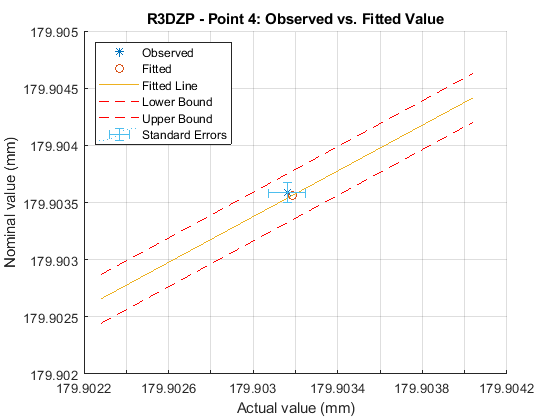 R3DZP - Point 4: Observed vs. Fitted Value
179.905
179.9045
179.904
179.9035
179.903
179.9025
179.902
Nominal value (mm)
Observed
Fitted
Fitted Line
Lower Bound
Upper Bound
Standard Errors
179.9022
179.9026
179.903
179.9034
179.9038
179.9042
Actual value (mm)